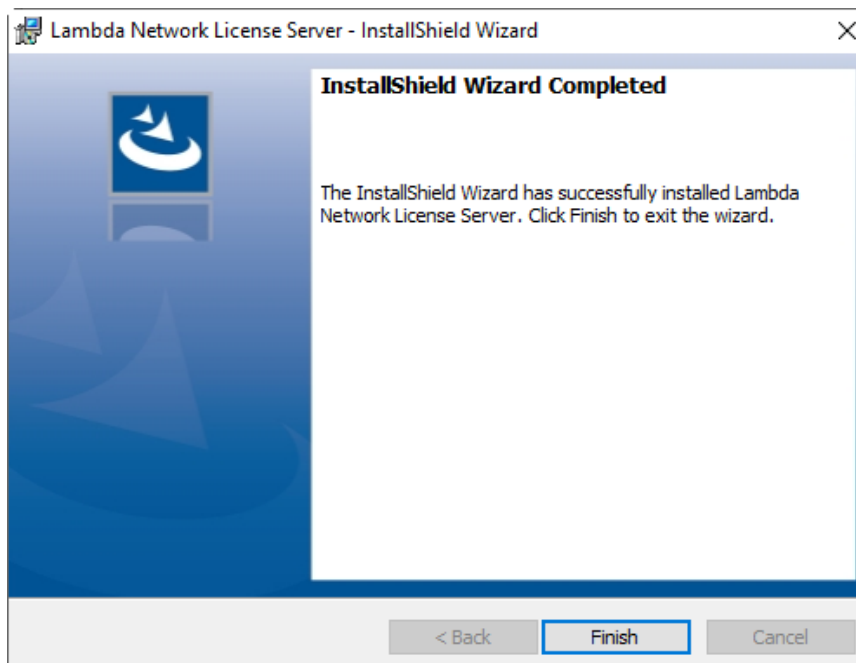 Lambda Network License Server - InstallShield Wizard
InstallShield Wizard Completed
The InstallShield Wizard has successfully installed Lambda
Network License Server. Click Finish to exit the wizard.
< Back
Finish
Cancel